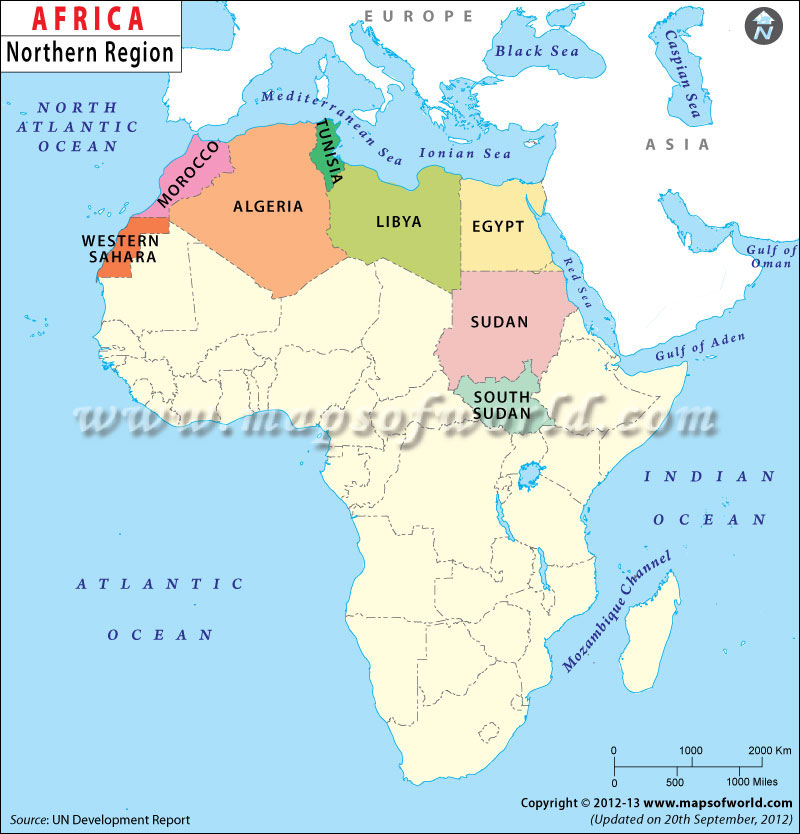 AFRICA
Northern Region
EUROPE
Black Sea
Caspian Sea
N
NORTH
ATLANTIC
OCEAN
Mediterranean Sea
Ionian Sea
ASIA
MOROCCO
TUNISIA
ALGERIA
LIBYA
EGYPT
WESTERN
SAHARA
Red Sea
Gulf of
Oman
SUDAN
Gulf of Aden
SOUTH
SUDAN
www.mapsofworld.com
INDIAN
OCEAN
ATLANTIC
OCEAN
Mozambique Channel
0 1000 2000 Km
0 500 1000 Miles
Copyright © 2012-13 www.mapsofworld.com
(Updated on 20th September, 2012)
Source: UN Development Report